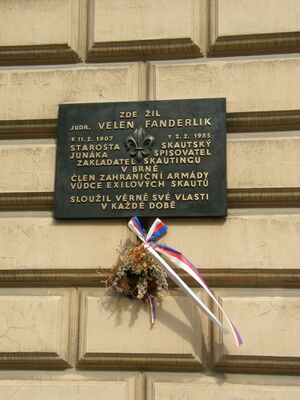 ZDE ŽIL
JUDR. VELEN FANDERLIK
* 11.2.1907 † 2.2.1985
STAROSTA SKAUTSKÝ
JUNÁKA SPISOVATEL
ZAKLADATEL SKAUTINGU
V BRNĚ
ČLEN ZAHRANIČNÍ ARMÁDY
VŮDCE EXILOVÝCH SKAUTŮ
SLOUŽIL VĚRNĚ SVÉ VLASTI
V KAŽDÉ DOBĚ